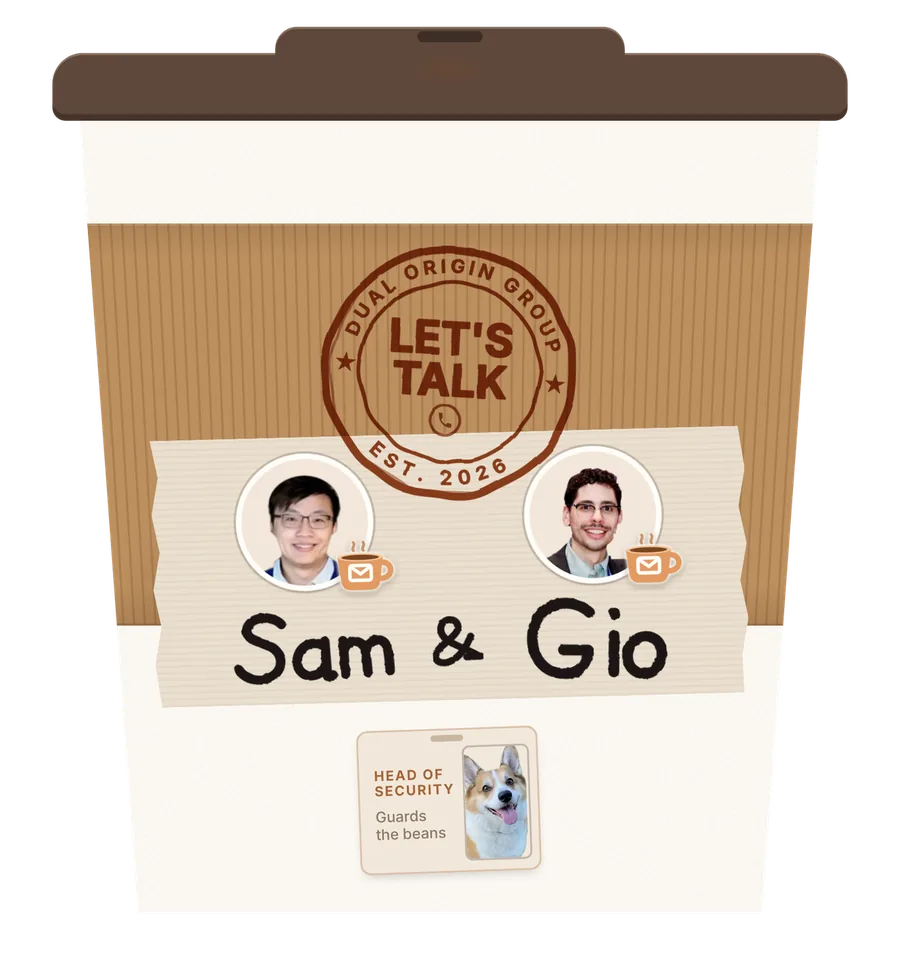 DUAL ORIGIN GROUP
LET'S
TALK
EST. 2026
Sam & Gio
HEAD OF
SECURITY
Guards
the beans